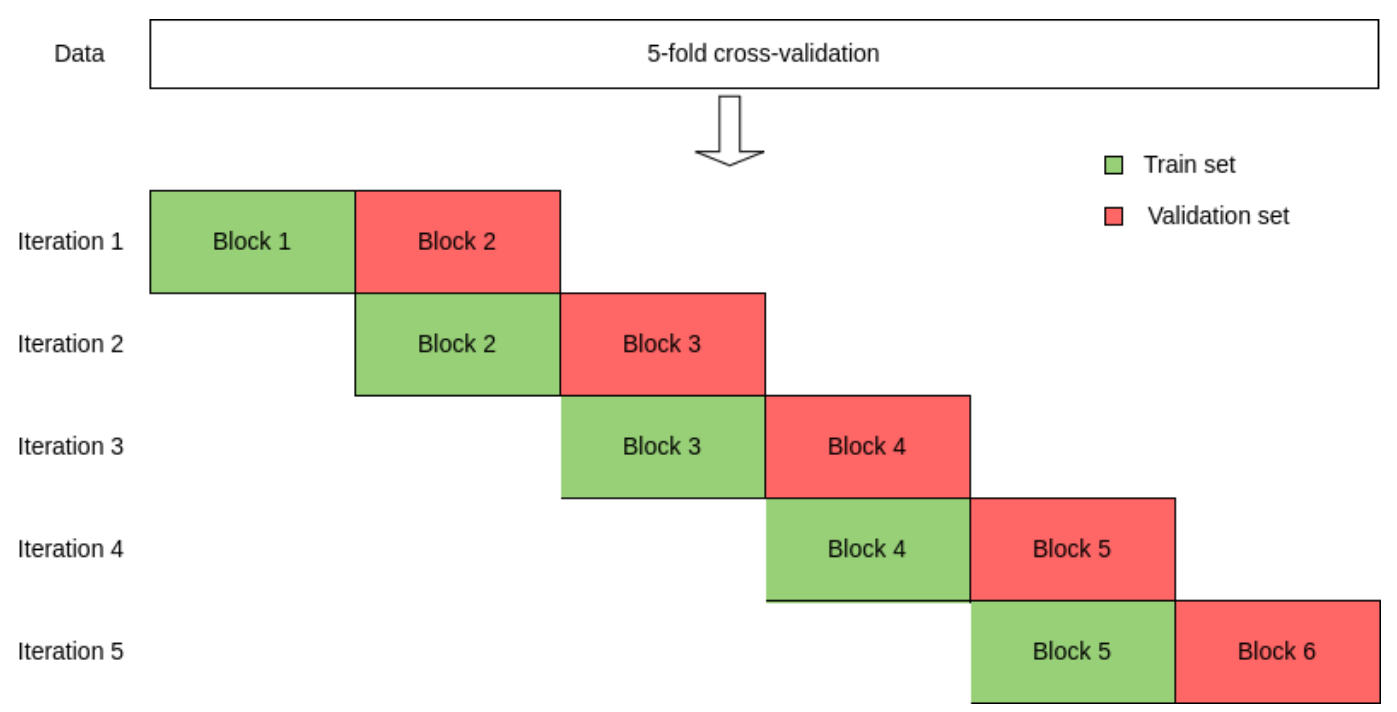 Data
5-fold cross-validation
Train set
Validation set
Iteration 1
Block 1
Block 2
Iteration 2
Block 2
Block 3
Iteration 3
Block 3
Block 4
Iteration 4
Block 4
Block 5
Iteration 5
Block 5
Block 6